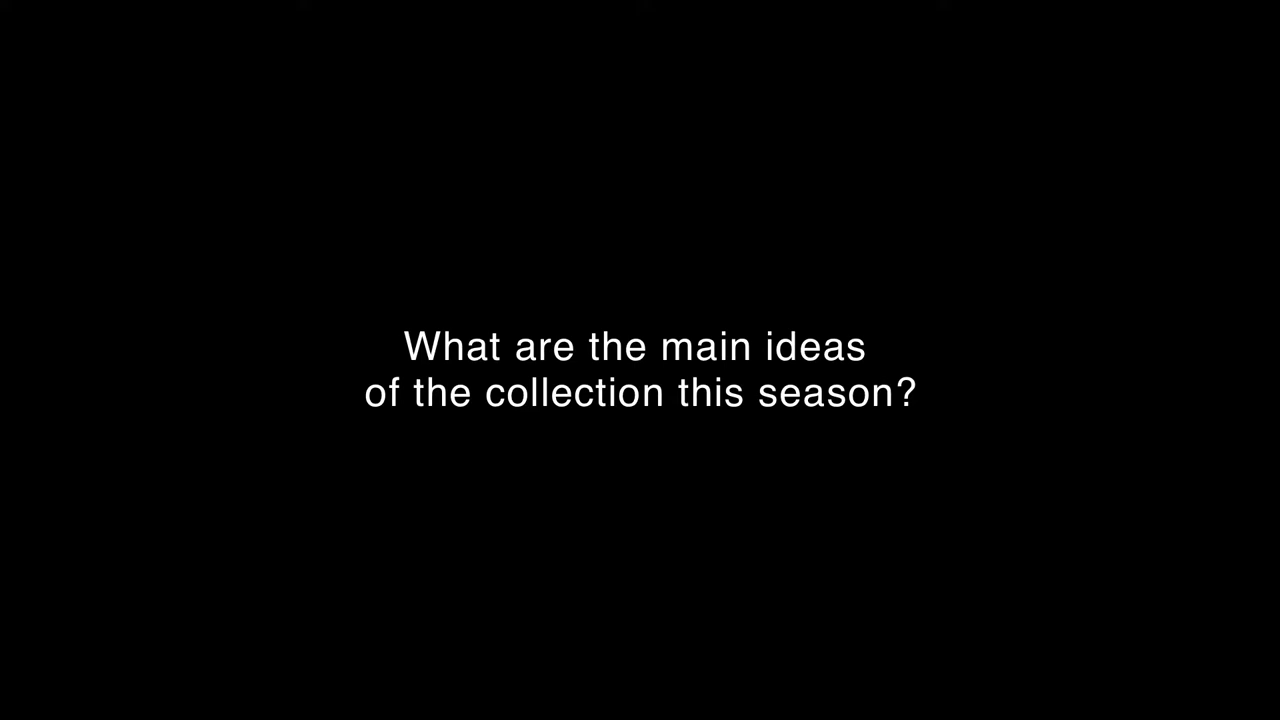 What are the main ideas
of the collection this season?